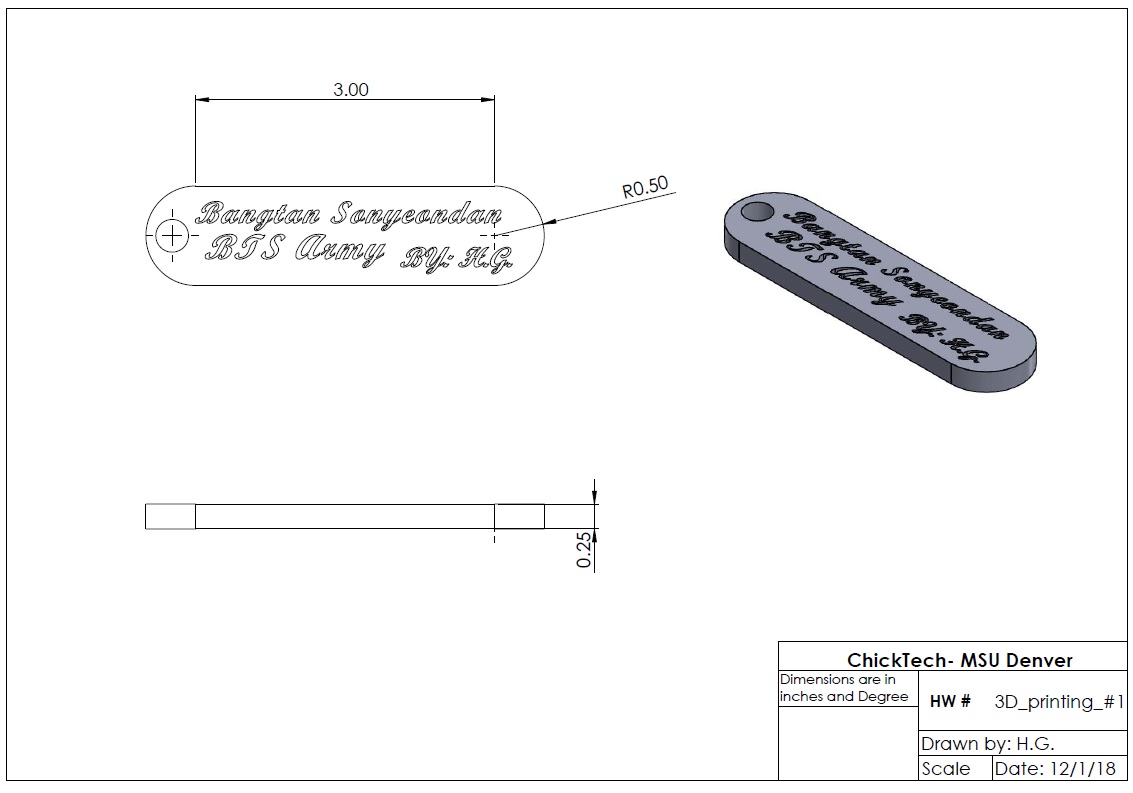 3.00
R0.50
Bangtan Sonyeondan
BTS Army BY: H.G.
Bangtan Sonyeondan
BTS Army BY: H.G.
0.25
ChickTech- MSU Denver
Dimensions are in
inches and Degree
HW # 3D_printing_#1
Drawn by: H.G.
Scale Date: 12/1/18